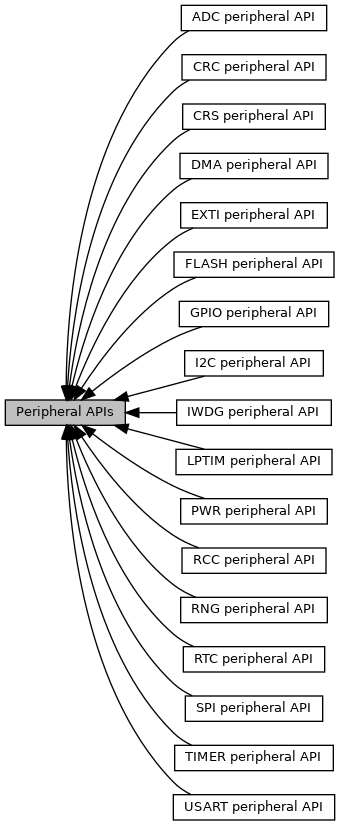 ADC peripheral API
CRC peripheral API
CRS peripheral API
DMA peripheral API
EXTI peripheral API
FLASH peripheral API
GPIO peripheral API
I2C peripheral API
Peripheral APIs
IWDG peripheral API
LPTIM peripheral API
PWR peripheral API
RCC peripheral API
RNG peripheral API
RTC peripheral API
SPI peripheral API
TIMER peripheral API
USART peripheral API